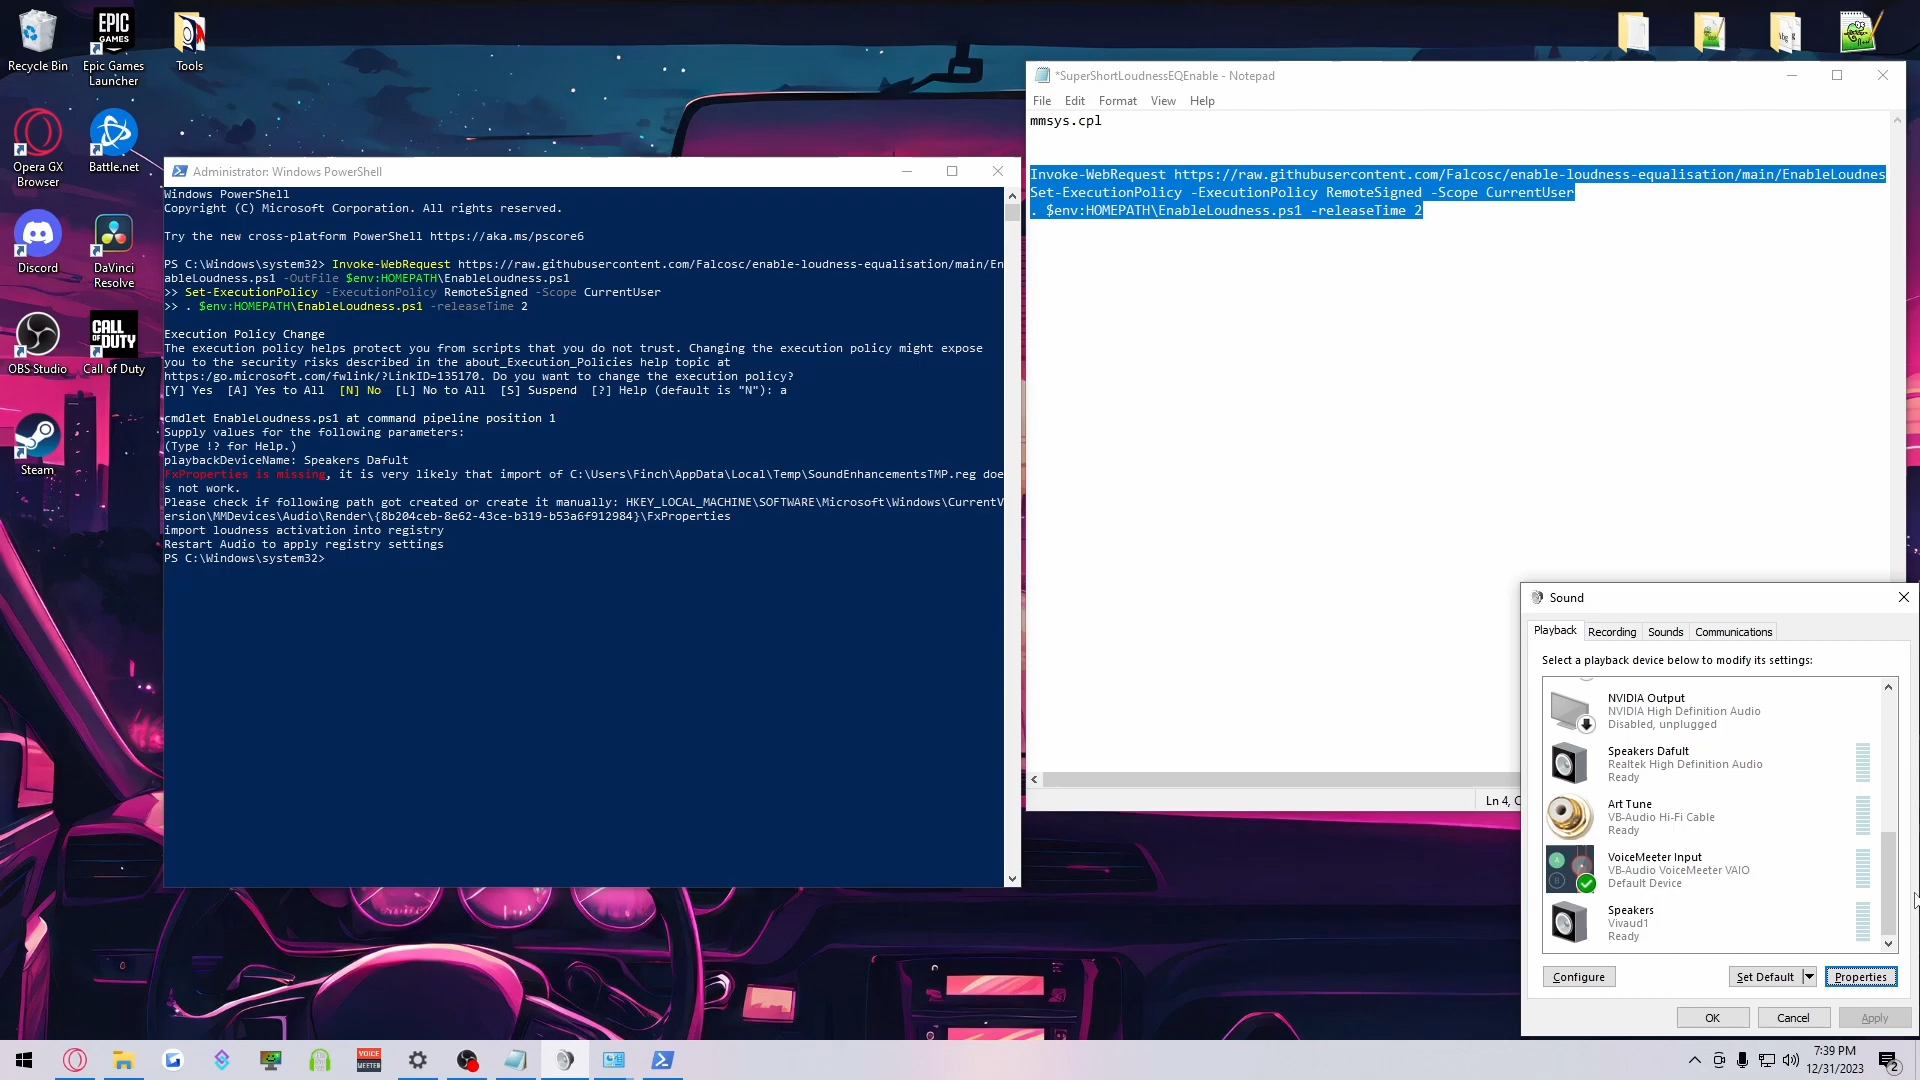 Recycle Bin
EPIC
GAMES
Epic Games
Launcher
Tools
Opera GX
Browser
Battle.net
Discord
DaVinci
Resolve
OBS Studio
CALL
OF DUTY
Call of Duty
Steam
Administrator: Windows PowerShell
Windows PowerShell
Copyright (C) Microsoft Corporation. All rights reserved.
Try the new cross-platform PowerShell https://aka.ms/pscore6
PS C:\Windows\system32> Invoke-WebRequest https://raw.githubusercontent.com/Falcosc/enable-loudness-equalisation/main/En
ableLoudness.ps1 -OutFile $env:HOMEPATH\EnableLoudness.ps1
>> Set-ExecutionPolicy -ExecutionPolicy RemoteSigned -Scope CurrentUser
>> . $env:HOMEPATH\EnableLoudness.ps1 -releaseTime 2
Execution Policy Change
The execution policy helps protect you from scripts that you do not trust. Changing the execution policy might expose
you to the security risks described in the about_Execution_Policies help topic at
https:/go.microsoft.com/fwlink/?LinkID=135170. Do you want to change the execution policy?
[Y] Yes  [A] Yes to All  [N] No  [L] No to All  [S] Suspend  [?] Help (default is "N"): a
cmdlet EnableLoudness.ps1 at command pipeline position 1
Supply values for the following parameters:
(Type !? for Help.)
playbackDeviceName: Speakers Dafult
FxProperties is missing, it is very likely that import of C:\Users\Finch\AppData\Local\Temp\SoundEnhancementsTMP.reg doe
s not work.
Please check if following path got created or create it manually: HKEY_LOCAL_MACHINE\SOFTWARE\Microsoft\Windows\CurrentV
ersion\MMDevices\Audio\Render\{8b204ceb-8e62-43ce-b319-b53a6f912984}\FxProperties
import loudness activation into registry
Restart Audio to apply registry settings
PS C:\Windows\system32>
*SuperShortLoudnessEQEnable - Notepad
File Edit Format View Help
mmsys.cpl
Invoke-WebRequest https://raw.githubusercontent.com/Falcosc/enable-loudness-equalisation/main/EnableLoudnes
Set-ExecutionPolicy -ExecutionPolicy RemoteSigned -Scope CurrentUser
. $env:HOMEPATH\EnableLoudness.ps1 -releaseTime 2
Ln 4, C
Sound
Playback Recording Sounds Communications
Select a playback device below to modify its settings:
NVIDIA Output
NVIDIA High Definition Audio
Disabled, unplugged
Speakers Dafult
Realtek High Definition Audio
Ready
Art Tune
VB-Audio Hi-Fi Cable
Ready
VoiceMeeter Input
VB-Audio VoiceMeeter VAIO
Default Device
Speakers
Vivaud1
Ready
Configure Set Default Properties
OK Cancel Apply
VOICE
MEETER
7:39 PM
12/31/2023
2